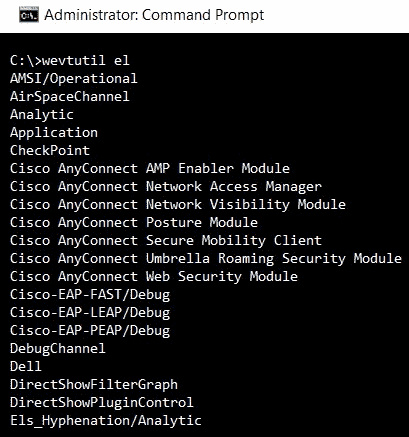 Administrator: Command Prompt
C:\>wevtutil el
AMSI/Operational
AirSpaceChannel
Analytic
Application
CheckPoint
Cisco AnyConnect AMP Enabler Module
Cisco AnyConnect Network Access Manager
Cisco AnyConnect Network Visibility Module
Cisco AnyConnect Posture Module
Cisco AnyConnect Secure Mobility Client
Cisco AnyConnect Umbrella Roaming Security Module
Cisco AnyConnect Web Security Module
Cisco-EAP-FAST/Debug
Cisco-EAP-LEAP/Debug
Cisco-EAP-PEAP/Debug
DebugChannel
Dell
DirectShowFilterGraph
DirectShowPluginControl
Els_Hyphenation/Analytic